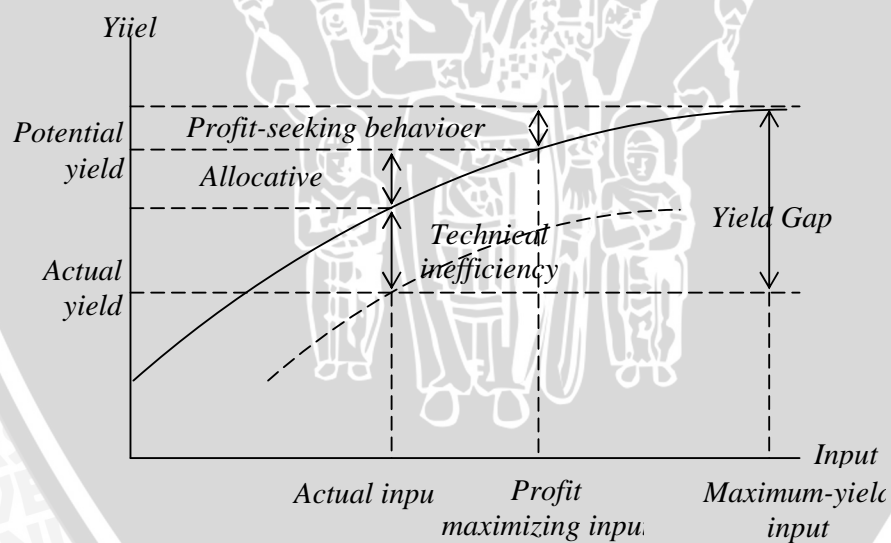 Yiiel
Potential
yield
Profit-seeking behavioer
Allocative
Actual
yield
Technical
inefficiency
Yield Gap
Input
Actual inpu
Profit
maximizing inpu
Maximum-yield
input